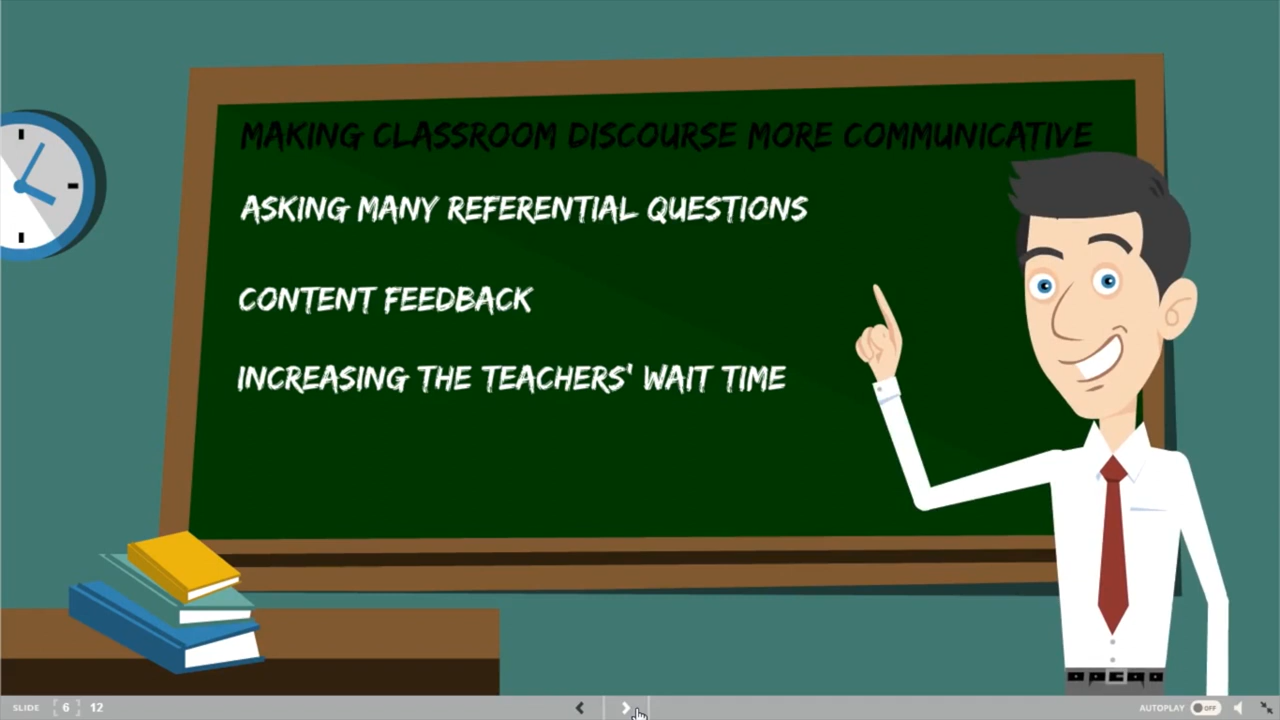 MAKING CLASSROOM DISCOURSE MORE COMMUNICATIVE
ASKING MANY REFERENTIAL QUESTIONS
CONTENT FEEDBACK
INCREASING THE TEACHERS' WAIT TIME
SLIDE [ 6 ] 12
AUTOPLAY OFF